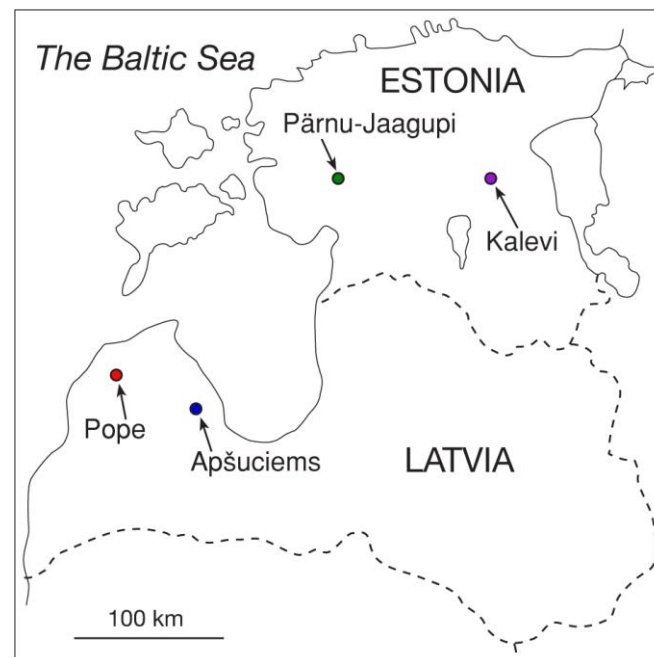 The Baltic Sea
ESTONIA
Pärnu-Jaagupi
Kalevi
Pope
Apšuciems
LATVIA
100 km